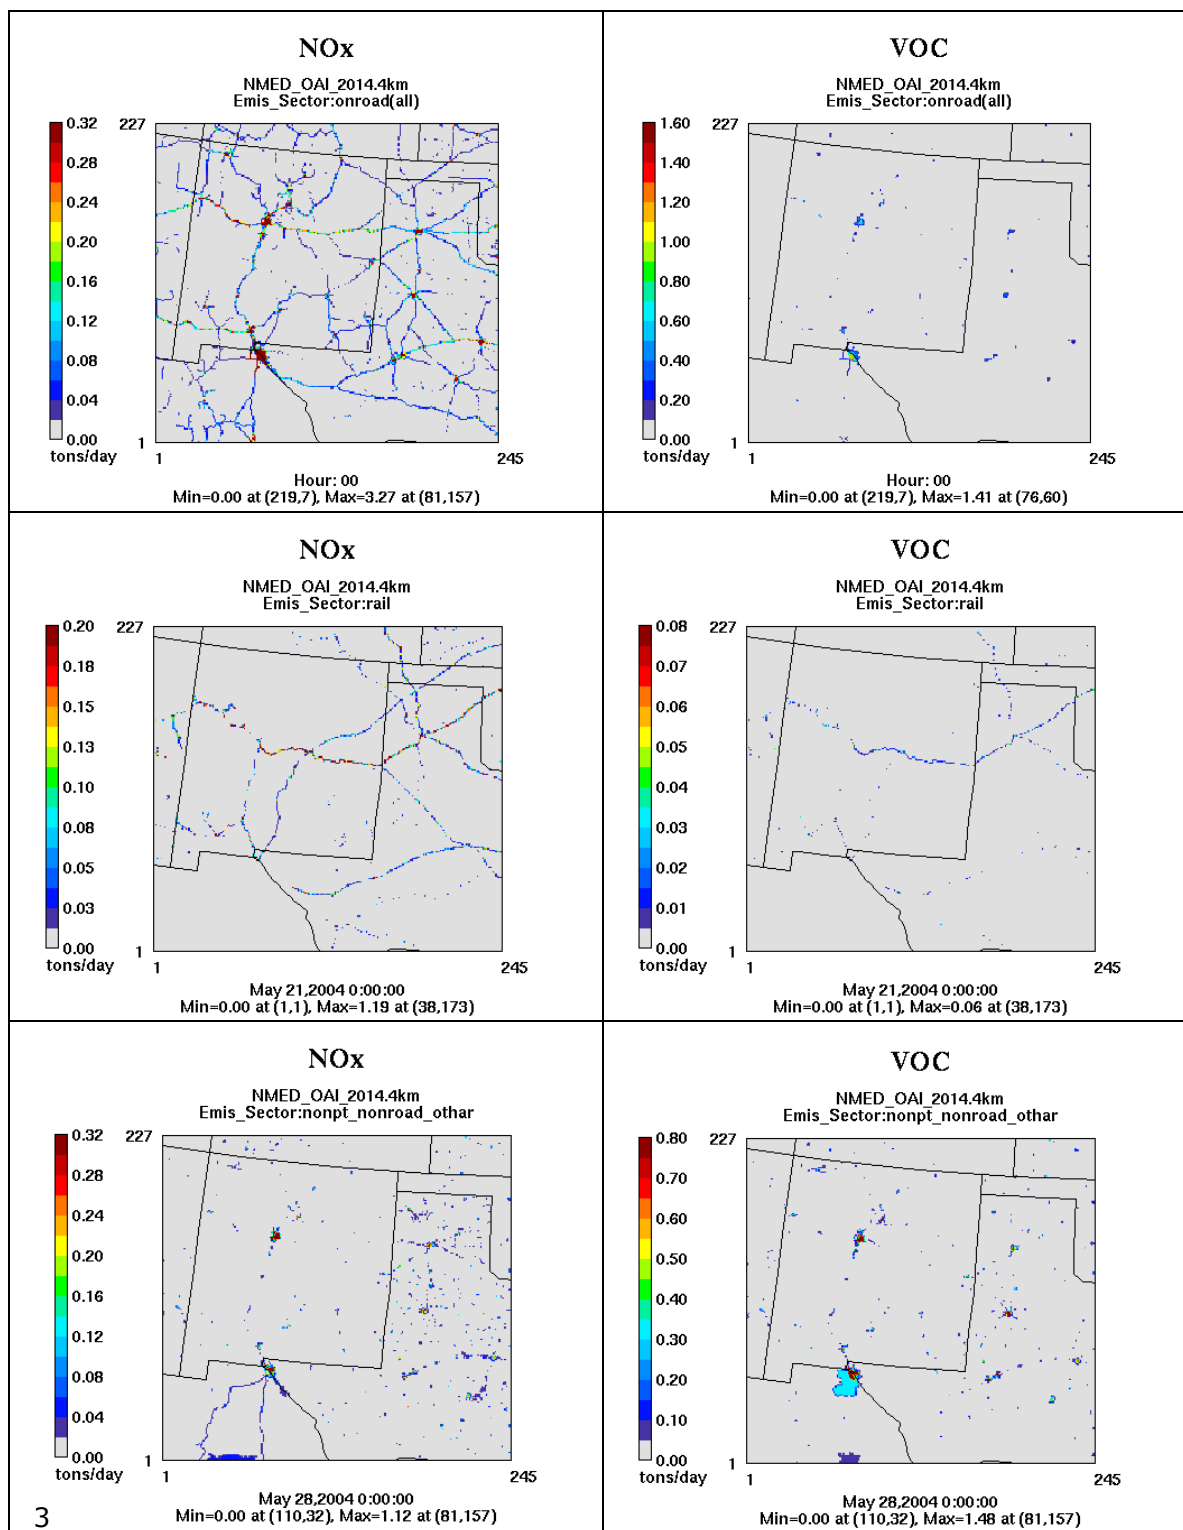 NOx
NMED_OAI_2014.4km
Emis_Sector:onroad(all)
0.32
0.28
0.24
0.20
0.16
0.12
0.08
0.04
0.00
tons/day
227
1
1
245
Hour: 00
Min=0.00 at (219,7), Max=3.27 at (81,157)
VOC
NMED_OAI_2014.4km
Emis_Sector:onroad(all)
1.60
1.40
1.20
1.00
0.80
0.60
0.40
0.20
0.00
tons/day
227
1
1
245
Hour: 00
Min=0.00 at (219,7), Max=1.41 at (76,60)
NOx
NMED_OAI_2014.4km
Emis_Sector:rail
0.20
0.18
0.15
0.13
0.10
0.08
0.05
0.03
0.00
tons/day
227
1
1
245
May 21,2004 0:00:00
Min=0.00 at (1,1), Max=1.19 at (38,173)
VOC
NMED_OAI_2014.4km
Emis_Sector:rail
0.08
0.07
0.06
0.05
0.04
0.03
0.02
0.01
0.00
tons/day
227
1
1
245
May 21,2004 0:00:00
Min=0.00 at (1,1), Max=0.06 at (38,173)
NOx
NMED_OAI_2014.4km
Emis_Sector:nonpt_nonroad_othar
0.32
0.28
0.24
0.20
0.16
0.12
0.08
0.04
0.00
tons/day
227
1
1
245
May 28,2004 0:00:00
Min=0.00 at (110,32), Max=1.12 at (81,157)
VOC
NMED_OAI_2014.4km
Emis_Sector:nonpt_nonroad_othar
0.80
0.70
0.60
0.50
0.40
0.30
0.20
0.10
0.00
tons/day
227
1
1
245
May 28,2004 0:00:00
Min=0.00 at (110,32), Max=1.48 at (81,157)
3